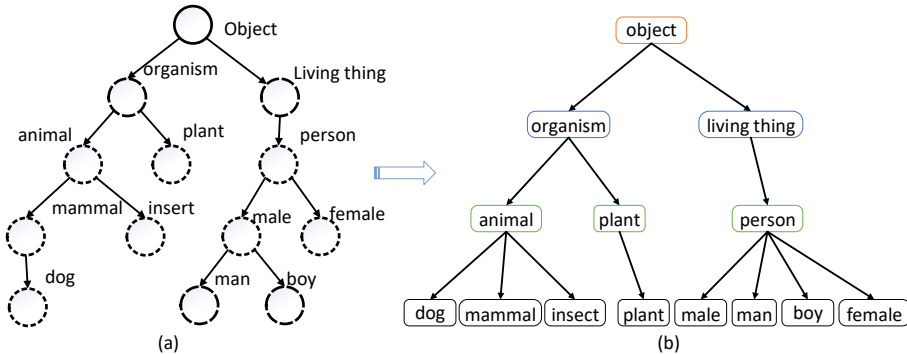 Object
organism
Living thing
animal
plant
person
mammal
insert
male
female
dog
man
boy
(a)
object
organism
living thing
animal
plant
person
dog
mammal
insect
plant
male
man
boy
female
(b)